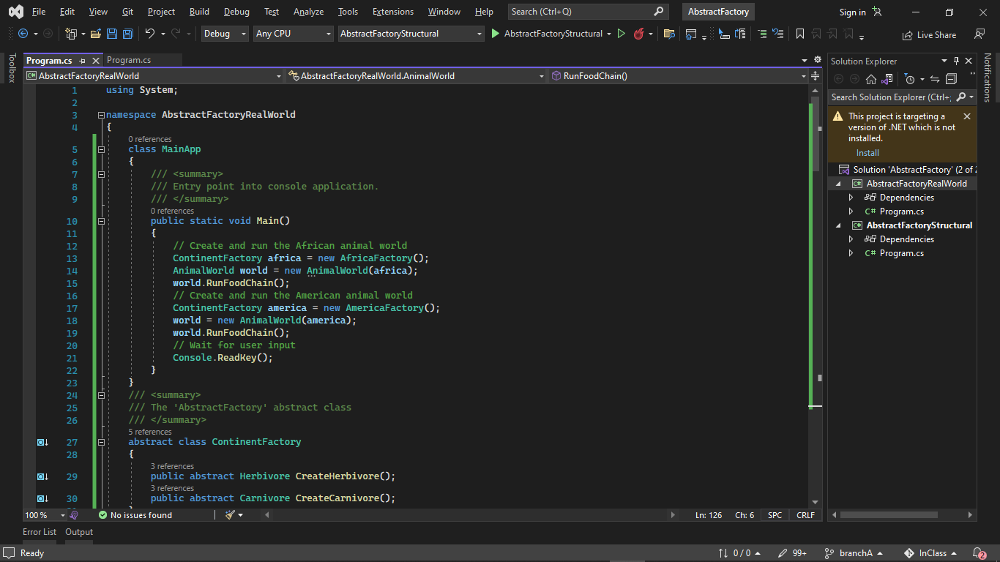 File Edit View Git Project Build Debug Test Analyze Tools Extensions Window Help Search (Ctrl+Q) AbstractFactory Sign in
Debug Any CPU AbstractFactoryStructural AbstractFactoryStructural Live Share
Toolbox
Program.cs Program.cs
AbstractFactoryRealWorld AbstractFactoryRealWorld.AnimalWorld RunFoodChain()
1 using System;
2
3 namespace AbstractFactoryRealWorld
4 {
0 references
5 class MainApp
6 {
7 /// <summary>
8 /// Entry point into console application.
9 /// </summary>
0 references
10 public static void Main()
11 {
12 // Create and run the African animal world
13 ContinentFactory africa = new AfricaFactory();
14 AnimalWorld world = new AnimalWorld(africa);
15 world.RunFoodChain();
16 // Create and run the American animal world
17 ContinentFactory america = new AmericaFactory();
18 world = new AnimalWorld(america);
19 world.RunFoodChain();
20 // Wait for user input
21 Console.ReadKey();
22 }
23 }
24 /// <summary>
25 /// The 'AbstractFactory' abstract class
26 /// </summary>
5 references
27 abstract class ContinentFactory
28 {
3 references
29 public abstract Herbivore CreateHerbivore();
3 references
30 public abstract Carnivore CreateCarnivore();
100 % No issues found Ln: 126 Ch: 6 SPC CRLF
Solution Explorer
Search Solution Explorer (Ctrl+;
This project is targeting a
version of .NET which is not
installed.
Install
Solution 'AbstractFactory' (2 of 2
C# AbstractFactoryRealWorld
Dependencies
C# Program.cs
C# AbstractFactoryStructural
Dependencies
C# Program.cs
Notifications
Error List Output
Ready 0 / 0 99+ branchA InClass 2